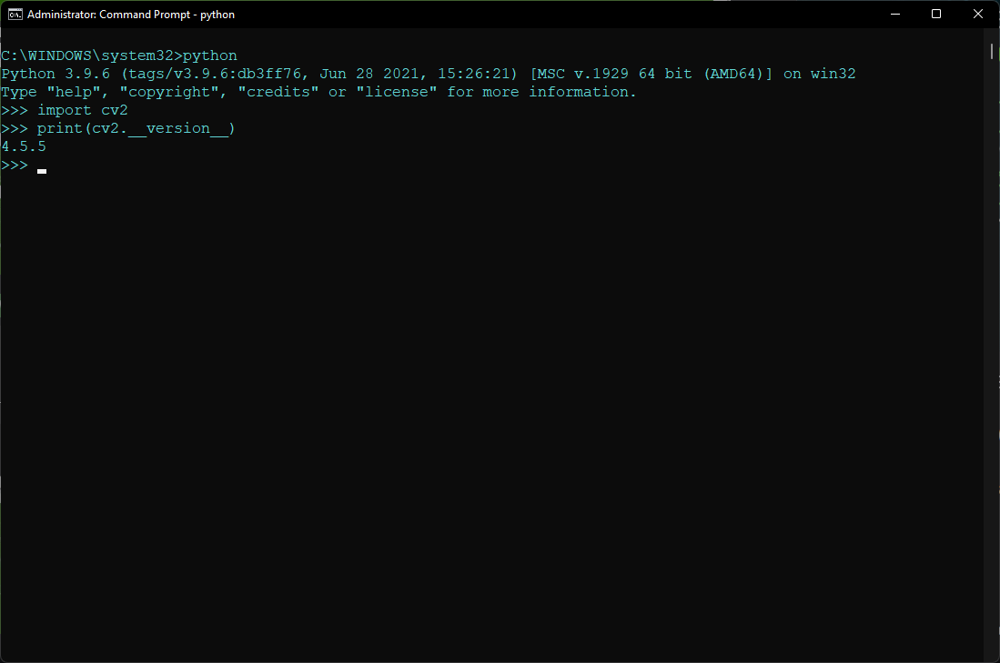 Administrator: Command Prompt - python
C:\WINDOWS\system32>python
Python 3.9.6 (tags/v3.9.6:db3ff76, Jun 28 2021, 15:26:21) [MSC v.1929 64 bit (AMD64)] on win32
Type "help", "copyright", "credits" or "license" for more information.
>>> import cv2
>>> print(cv2.__version__)
4.5.5
>>>